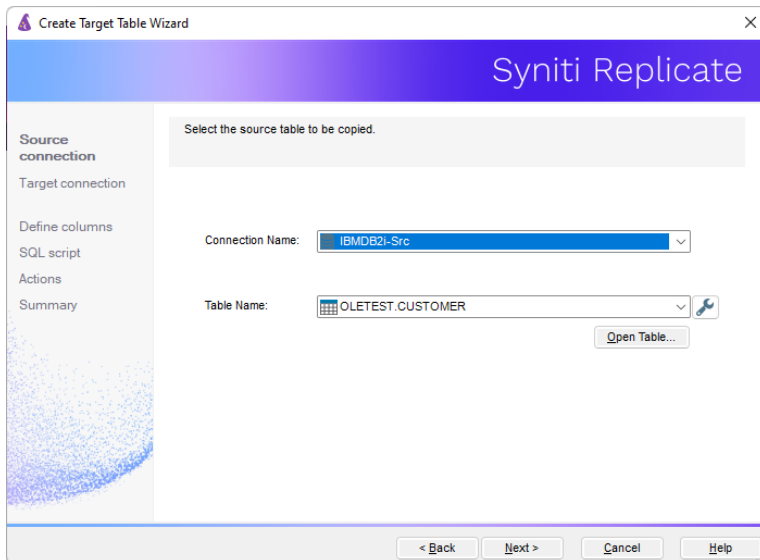 Create Target Table Wizard
Syniti Replicate
Source
connection
Target connection
Define columns
SQL script
Actions
Summary
Select the source table to be copied.
Connection Name:
IBMDB2i-Src
Table Name:
OLETEST.CUSTOMER
Open Table...
< Back
Next >
Cancel
Help